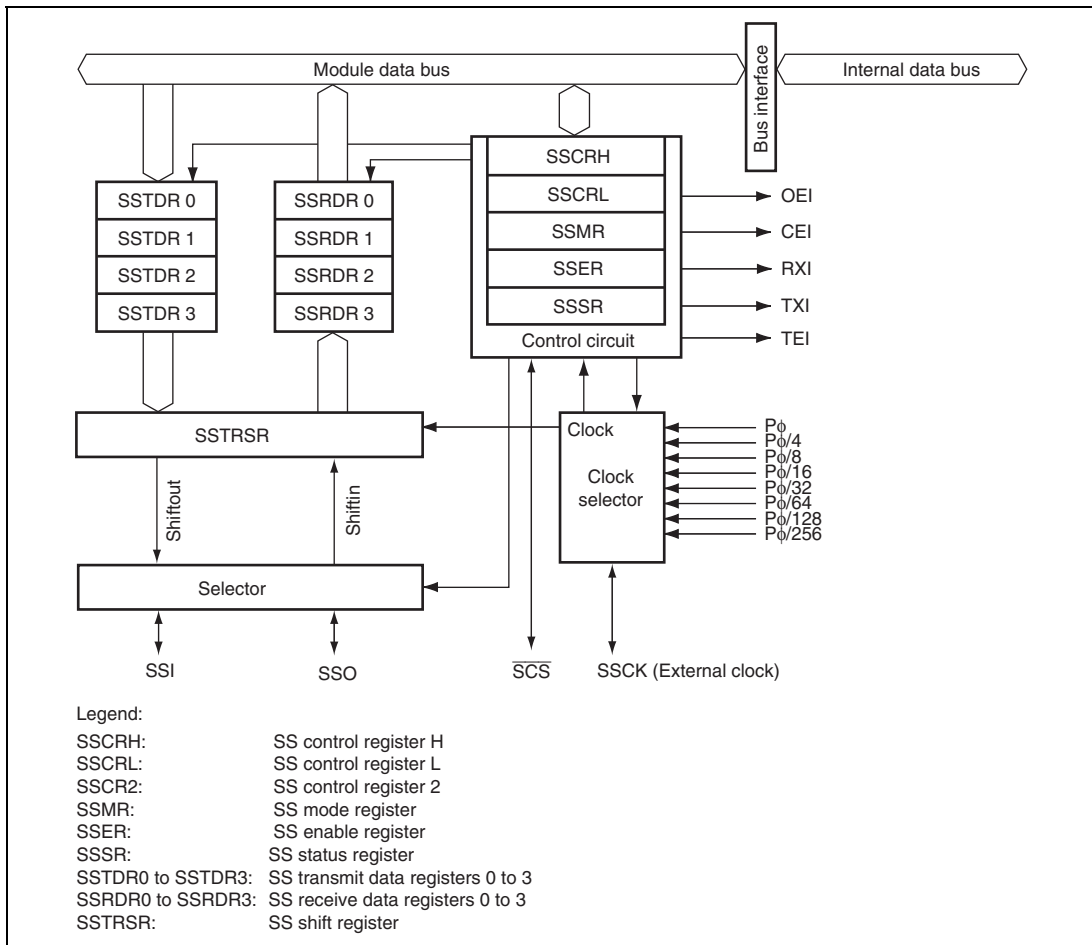 Module data bus
Bus interface
Internal data bus
SSTDR 0
SSTDR 1
SSTDR 2
SSTDR 3
SSRDR 0
SSRDR 1
SSRDR 2
SSRDR 3
SSCRH
SSCRL
SSMR
SSER
SSSR
Control circuit
OEI
CEI
RXI
TXI
TEI
SSTRSR
Clock
Clock
selector
Pϕ
Pϕ/4
Pϕ/8
Pϕ/16
Pϕ/32
Pϕ/64
Pϕ/128
Pϕ/256
Shiftout
Shiftin
Selector
SSI
SSO
S̅C̅S̅
SSCK (External clock)
Legend:
SSCRH: SS control register H
SSCRL: SS control register L
SSCR2: SS control register 2
SSMR: SS mode register
SSER: SS enable register
SSSR: SS status register
SSTDR0 to SSTDR3: SS transmit data registers 0 to 3
SSRDR0 to SSRDR3: SS receive data registers 0 to 3
SSTRSR: SS shift register